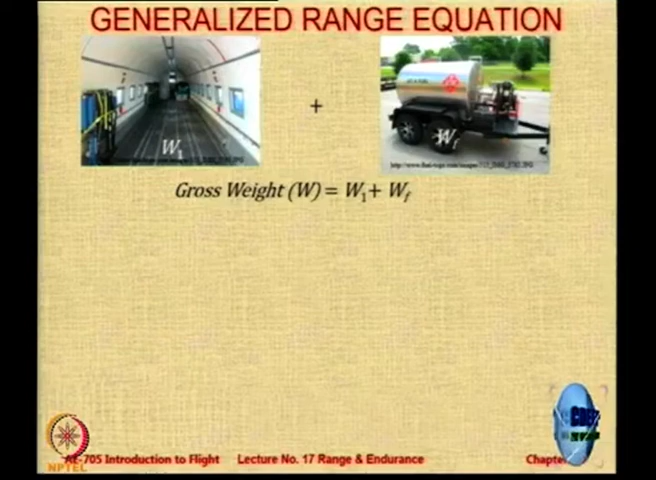 GENERALIZED RANGE EQUATION
W1
+
Wf
Gross Weight (W) = W1 + Wf
NPTEL
AE-705 Introduction to Flight
Lecture No. 17 Range & Endurance
Chapter